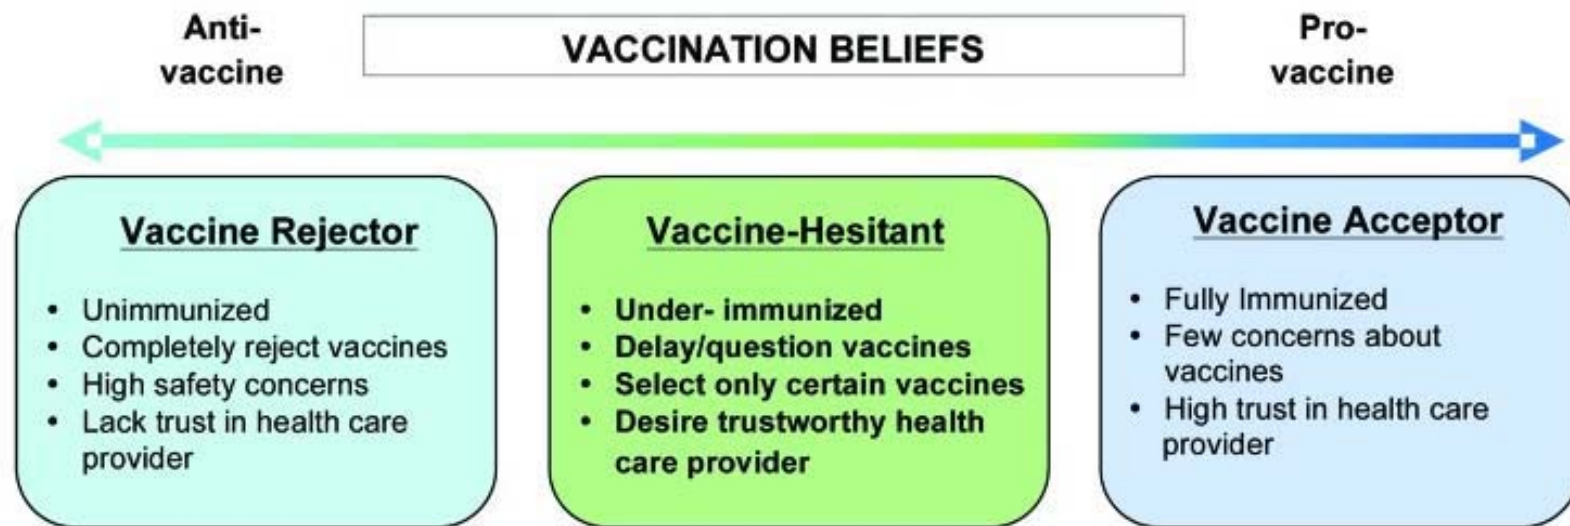 Anti-
vaccine
VACCINATION BELIEFS
Pro-
vaccine
Vaccine Rejector
• Unimmunized
• Completely reject vaccines
• High safety concerns
• Lack trust in health care
provider
Vaccine-Hesitant
• Under- immunized
• Delay/question vaccines
• Select only certain vaccines
• Desire trustworthy health
care provider
Vaccine Acceptor
• Fully Immunized
• Few concerns about
vaccines
• High trust in health care
provider